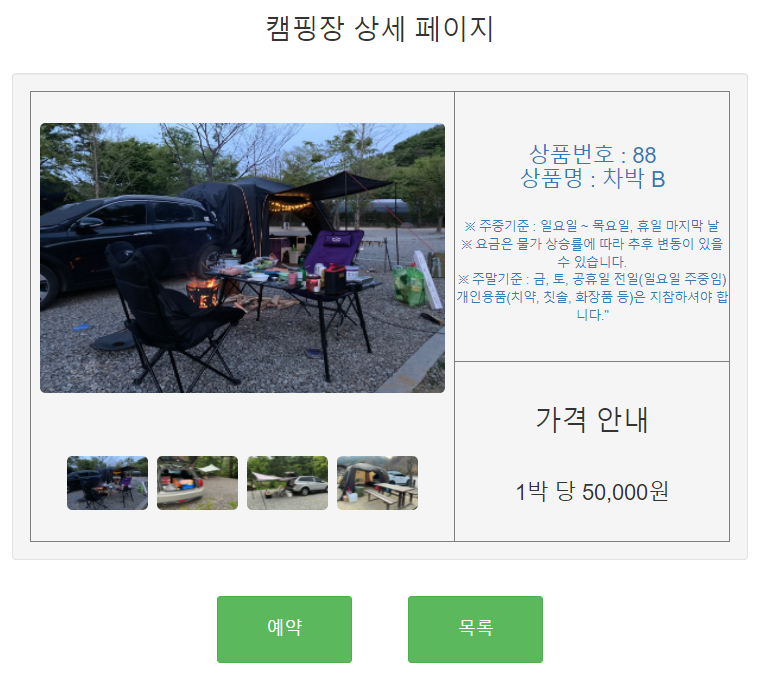 캠핑장 상세 페이지
상품번호 : 88
상품명 : 차박 B
※ 주중기준 : 일요일 ~ 목요일, 휴일 마지막 날
※ 요금은 물가 상승률에 따라 추후 변동이 있을
수 있습니다.
※ 주말기준 : 금, 토, 공휴일 전일(일요일 주중임)
개인용품(치약, 칫솔, 화장품 등)은 지참하셔야 합
니다."
가격 안내
1박 당 50,000원
예약
목록